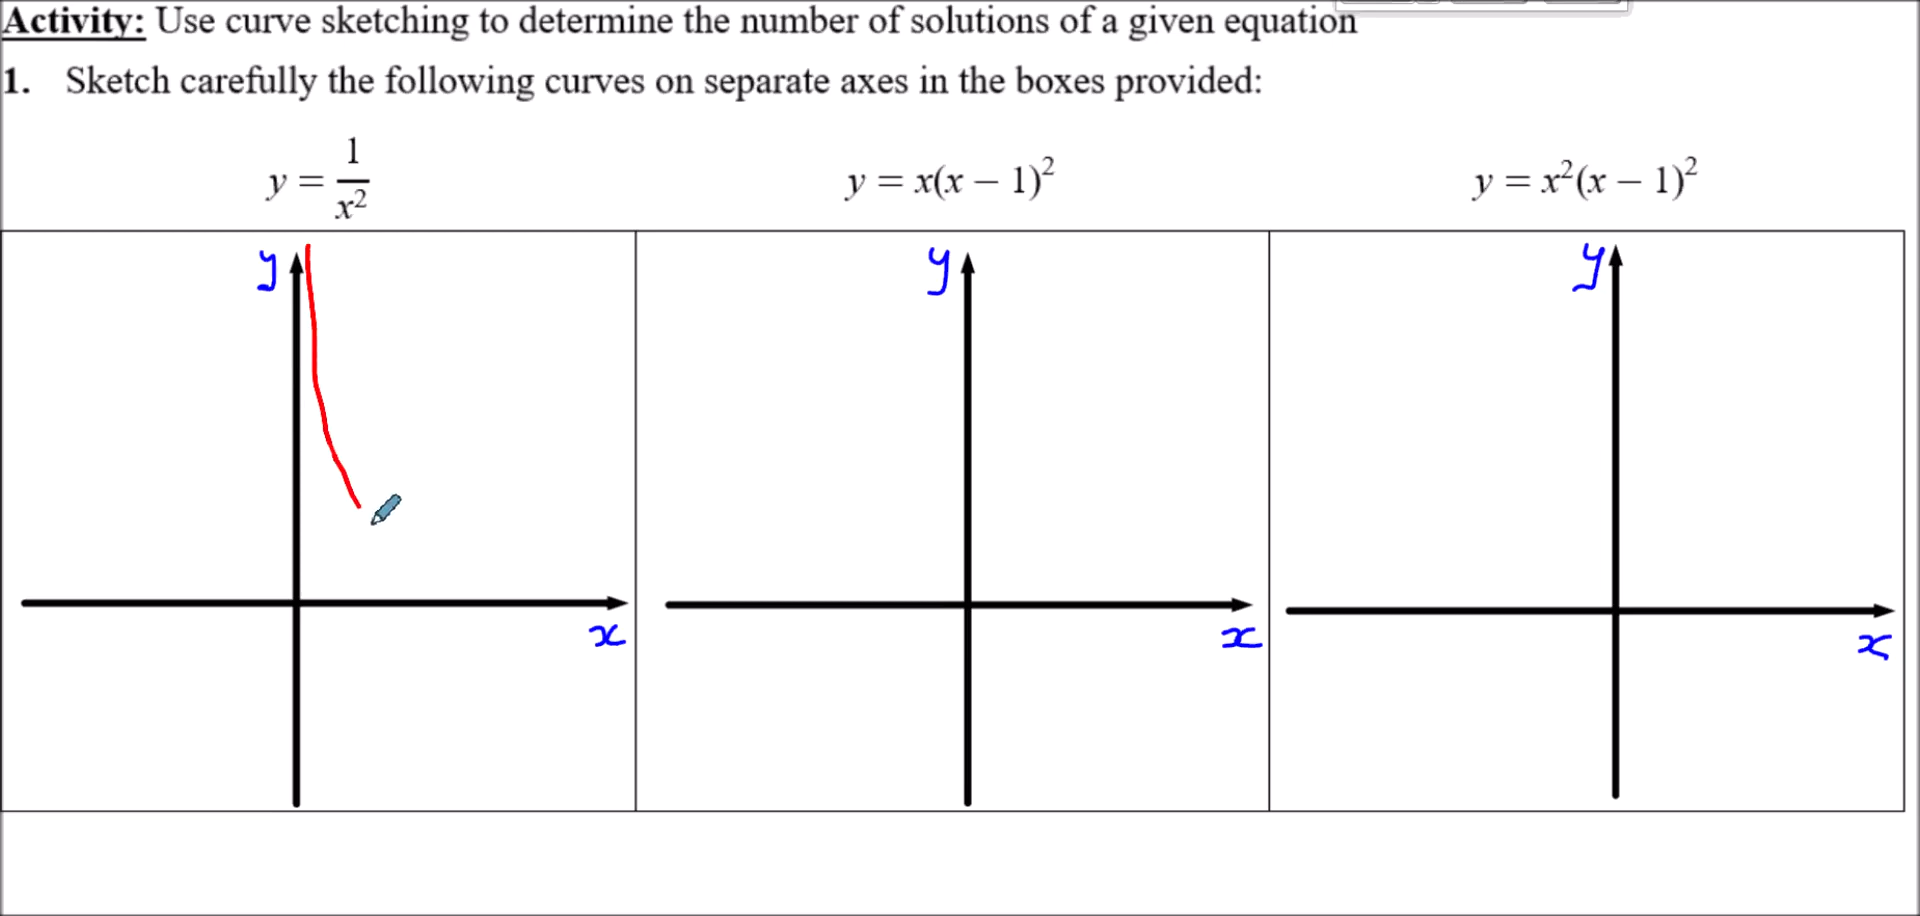 Activity: Use curve sketching to determine the number of solutions of a given equation
1. Sketch carefully the following curves on separate axes in the boxes provided:
y = 1/x²
y = x(x − 1)²
y = x²(x − 1)²
y
y
y
x
x
x